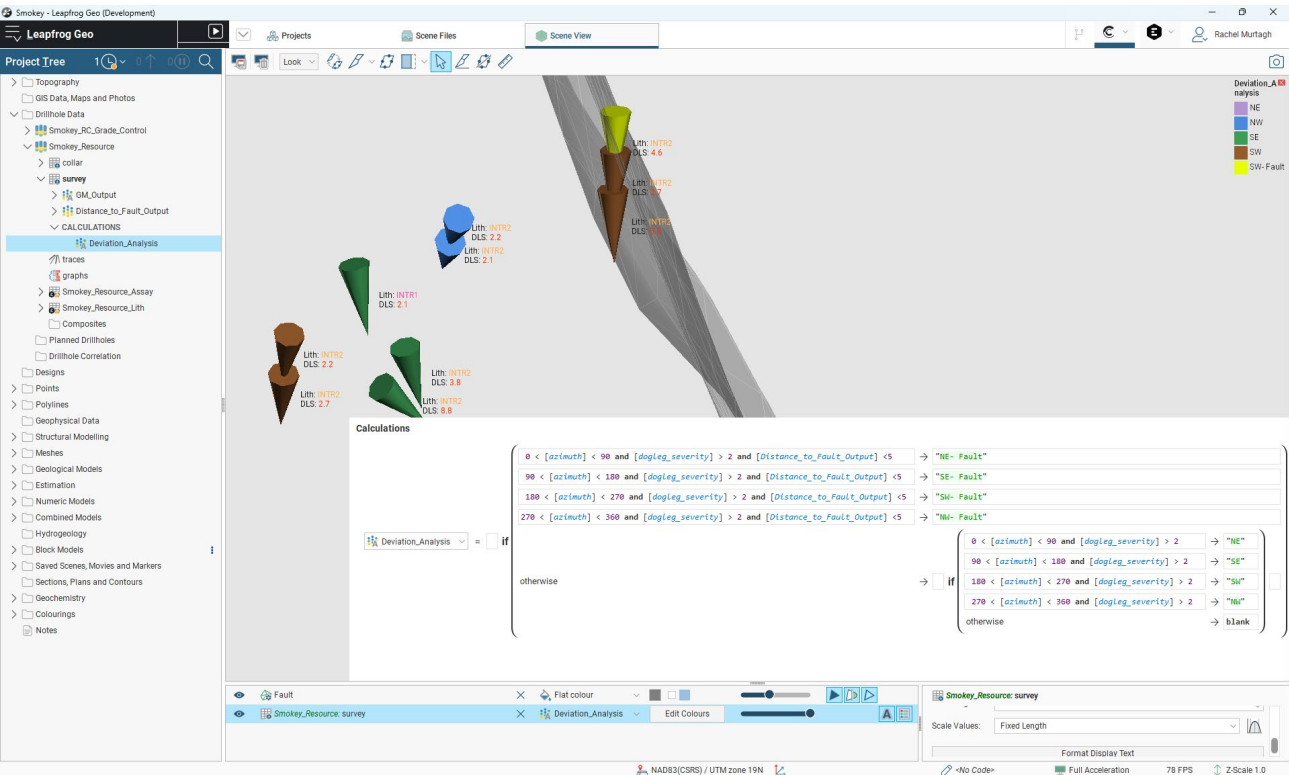 Smokey - Leapfrog Geo (Development)
Leapfrog Geo
Projects
Scene Files
Scene View
Rachel Murtagh
Project Tree
Look
Topography
GIS Data, Maps and Photos
Drillhole Data
Smokey_RC_Grade_Control
Smokey_Resource
collar
survey
GM_Output
Distance_to_Fault_Output
CALCULATIONS
Deviation_Analysis
traces
graphs
Smokey_Resource_Assay
Smokey_Resource_Lith
Composites
Planned Drillholes
Drillhole Correlation
Designs
Points
Polylines
Geophysical Data
Structural Modelling
Meshes
Geological Models
Estimation
Numeric Models
Combined Models
Hydrogeology
Block Models
Saved Scenes, Movies and Markers
Sections, Plans and Contours
Geochemistry
Colourings
Notes
Deviation_A
nalysis
NE
NW
SE
SW
SW- Fault
Lith: INTR2
DLS: 4.6
Lith: INTR2
DLS:
Lith: INTR2
DLS:
Lith: INTR2
DLS: 2.2
Lith: INTR2
DLS: 2.1
Lith: INTR1
DLS: 2.1
Lith: INTR2
DLS: 2.2
Lith: INTR2
DLS: 2.7
Lith: INTR2
DLS: 3.8
Lith: INTR2
DLS: 8.8
Calculations
Deviation_Analysis = if
0 < [azimuth] < 90 and [dogleg_severity] > 2 and [Distance_to_Fault_Output] <5 → "NE- Fault"
90 < [azimuth] < 180 and [dogleg_severity] > 2 and [Distance_to_Fault_Output] <5 → "SE- Fault"
180 < [azimuth] < 270 and [dogleg_severity] > 2 and [Distance_to_Fault_Output] <5 → "SW- Fault"
270 < [azimuth] < 360 and [dogleg_severity] > 2 and [Distance_to_Fault_Output] <5 → "NW- Fault"
otherwise → if
0 < [azimuth] < 90 and [dogleg_severity] > 2 → "NE"
90 < [azimuth] < 180 and [dogleg_severity] > 2 → "SE"
180 < [azimuth] < 270 and [dogleg_severity] > 2 → "SW"
270 < [azimuth] < 360 and [dogleg_severity] > 2 → "NW"
otherwise → blank
Fault
Flat colour
Smokey_Resource: survey
Deviation_Analysis
Edit Colours
Smokey_Resource: survey
Scale Values:
Fixed Length
Format Display Text
NAD83(CSRS) / UTM zone 19N
<No Code>
Full Acceleration
78 FPS
Z-Scale 1.0